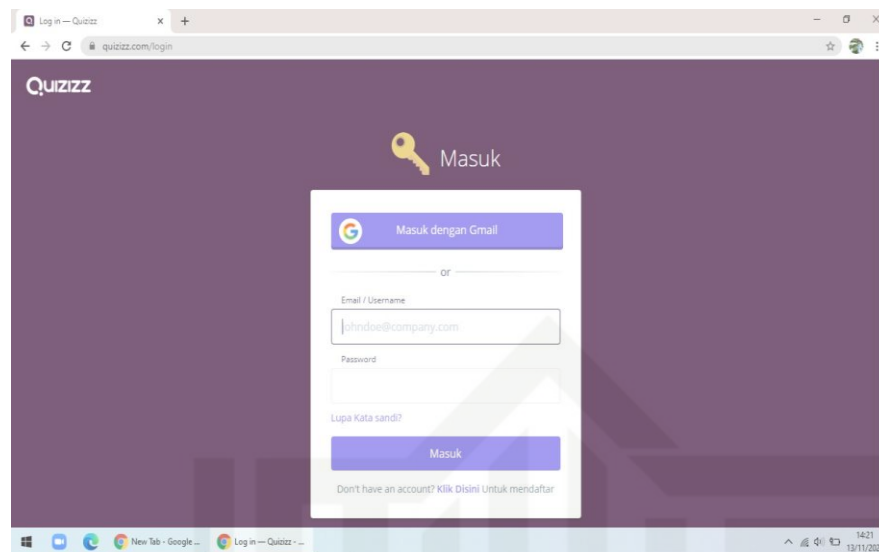 Log in — Quizizz
quizizz.com/login
Quizizz
Masuk
Masuk dengan Gmail
or
Email / Username
johndoe@company.com
Password
Lupa Kata sandi?
Masuk
Don't have an account? Klik Disini Untuk mendaftar
New Tab - Google ...
Log in — Quizizz - ...
14:21